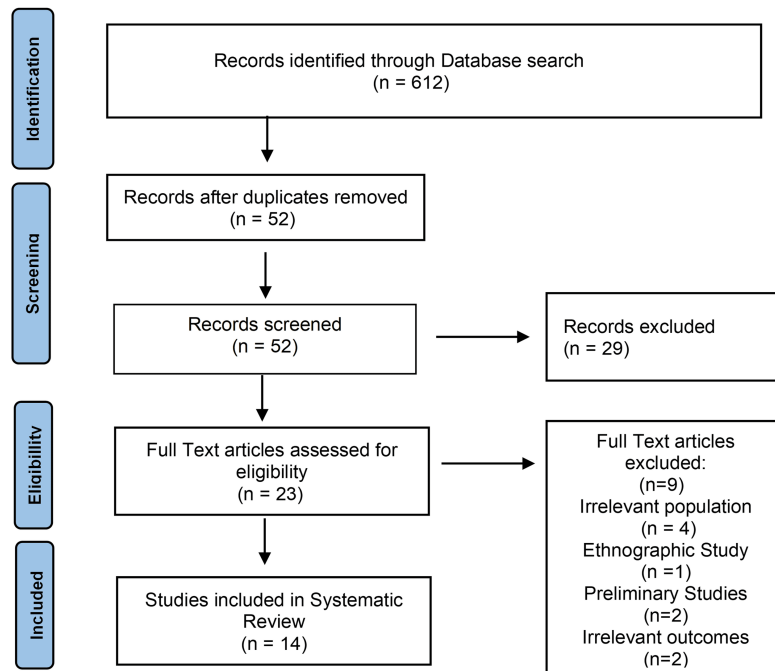 Identification
Records identified through Database search
(n = 612)
Screening
Records after duplicates removed
(n = 52)
Records screened
(n = 52)
Records excluded
(n = 29)
Eligibillity
Full Text articles assessed for
eligibility
(n = 23)
Full Text articles
excluded:
(n=9)
Irrelevant population
(n = 4)
Ethnographic Study
(n =1)
Preliminary Studies
(n=2)
Irrelevant outcomes
(n=2)
Included
Studies included in Systematic
Review
(n = 14)